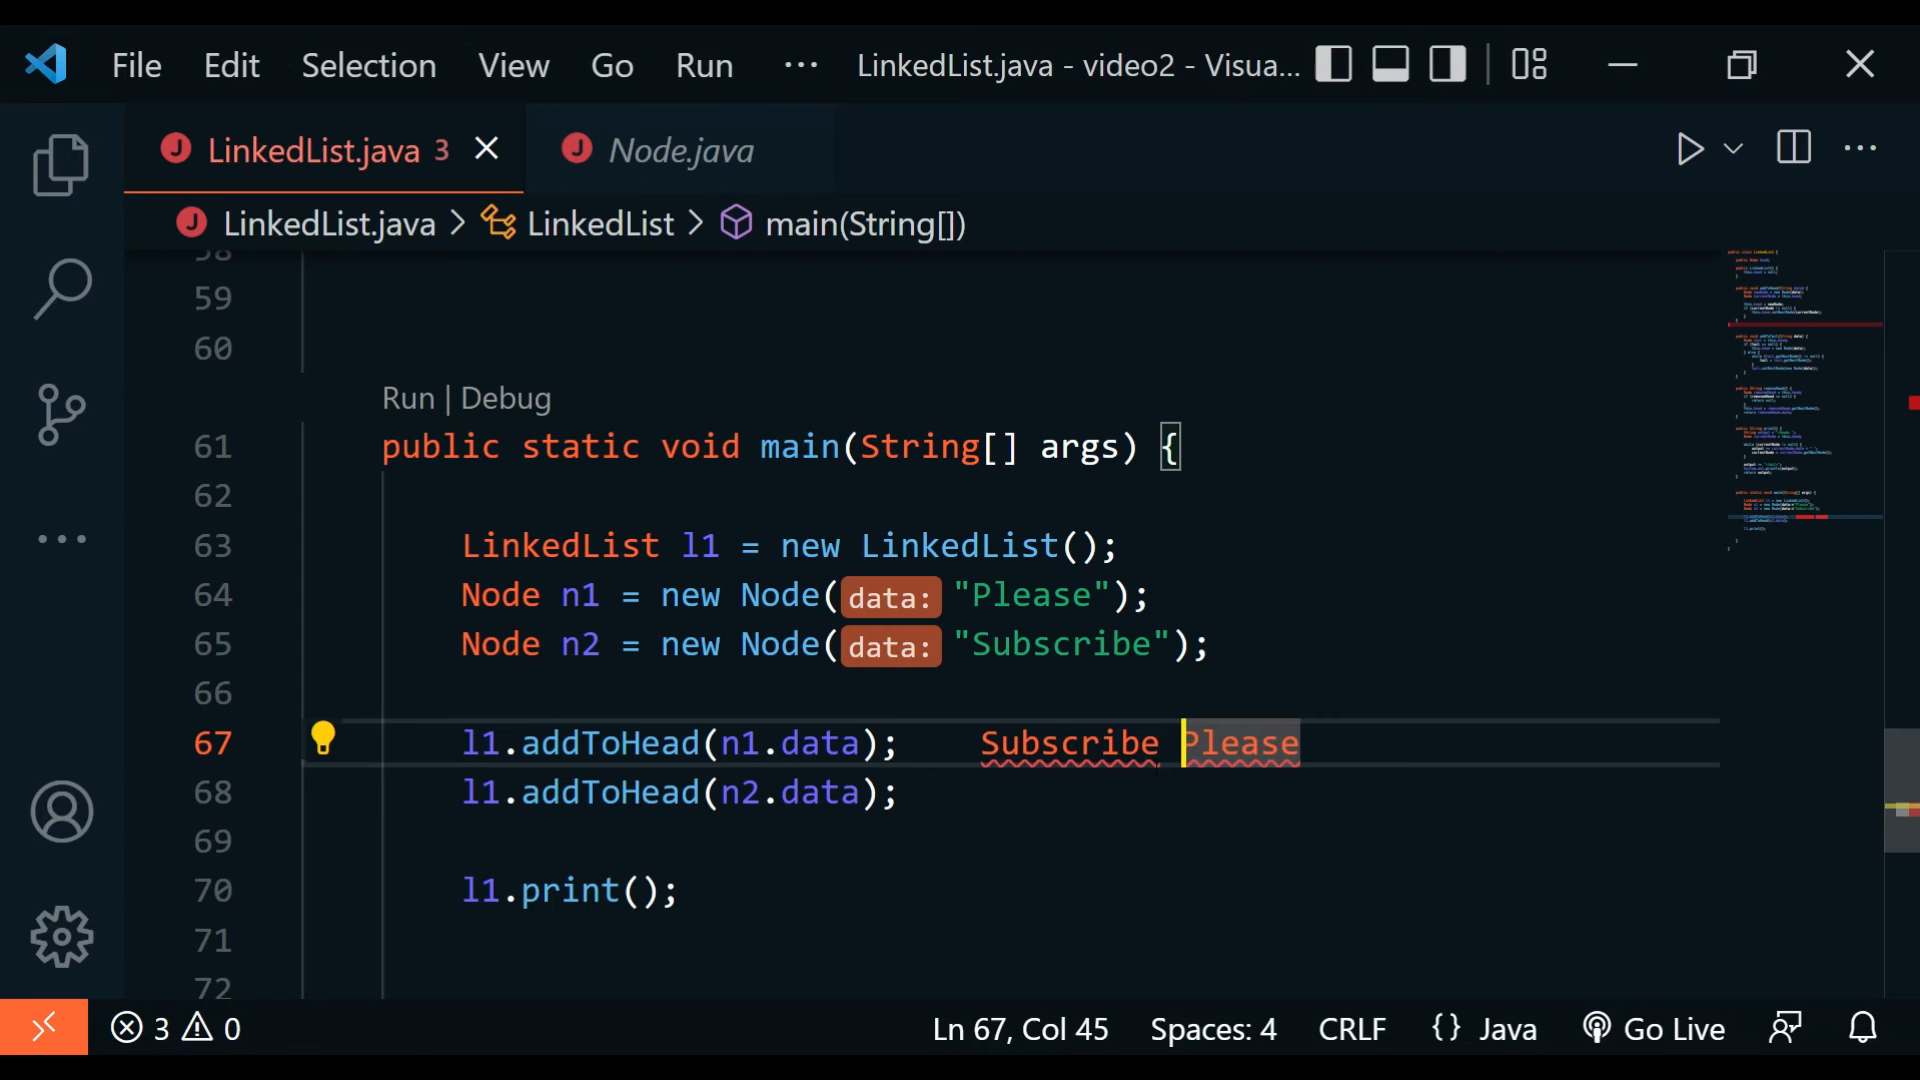 File Edit Selection View Go Run ··· LinkedList.java - video2 - Visua...
LinkedList.java 3 Node.java
LinkedList.java > LinkedList > main(String[])
58
59
60
Run | Debug
61 public static void main(String[] args) {
62
63 LinkedList l1 = new LinkedList();
64 Node n1 = new Node(data: "Please");
65 Node n2 = new Node(data: "Subscribe");
66
67 l1.addToHead(n1.data); Subscribe Please
68 l1.addToHead(n2.data);
69
70 l1.print();
71
72
3 0 Ln 67, Col 45 Spaces: 4 CRLF {} Java Go Live